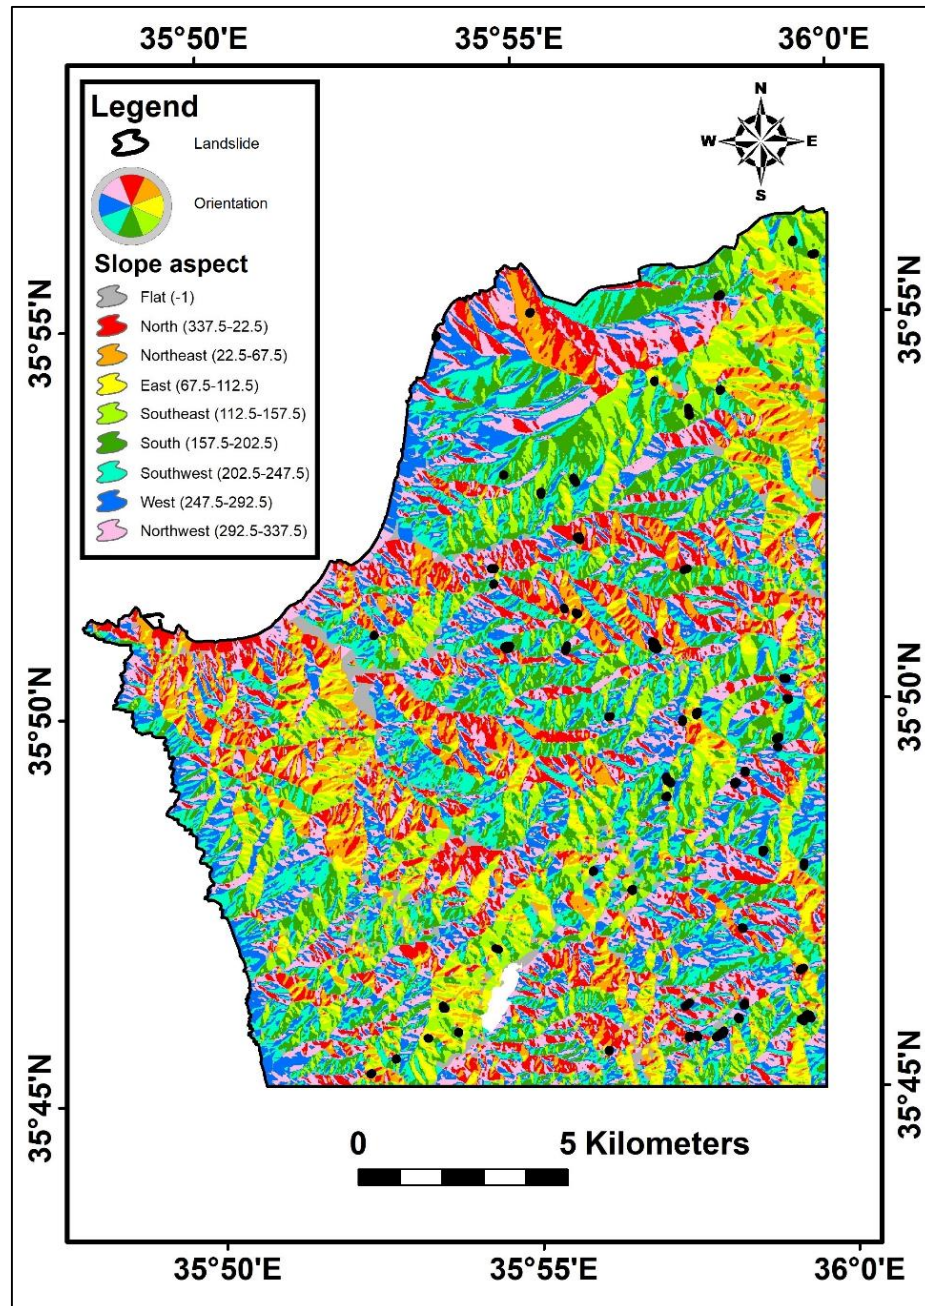 35°50'E 35°55'E 36°0'E
Legend
Landslide
Orientation
Slope aspect
Flat (-1)
North (337.5-22.5)
Northeast (22.5-67.5)
East (67.5-112.5)
Southeast (112.5-157.5)
South (157.5-202.5)
Southwest (202.5-247.5)
West (247.5-292.5)
Northwest (292.5-337.5)
N
W E
S
35°55'N
35°55'N
35°50'N
35°50'N
35°45'N
35°45'N
0 5 Kilometers
35°50'E 35°55'E 36°0'E